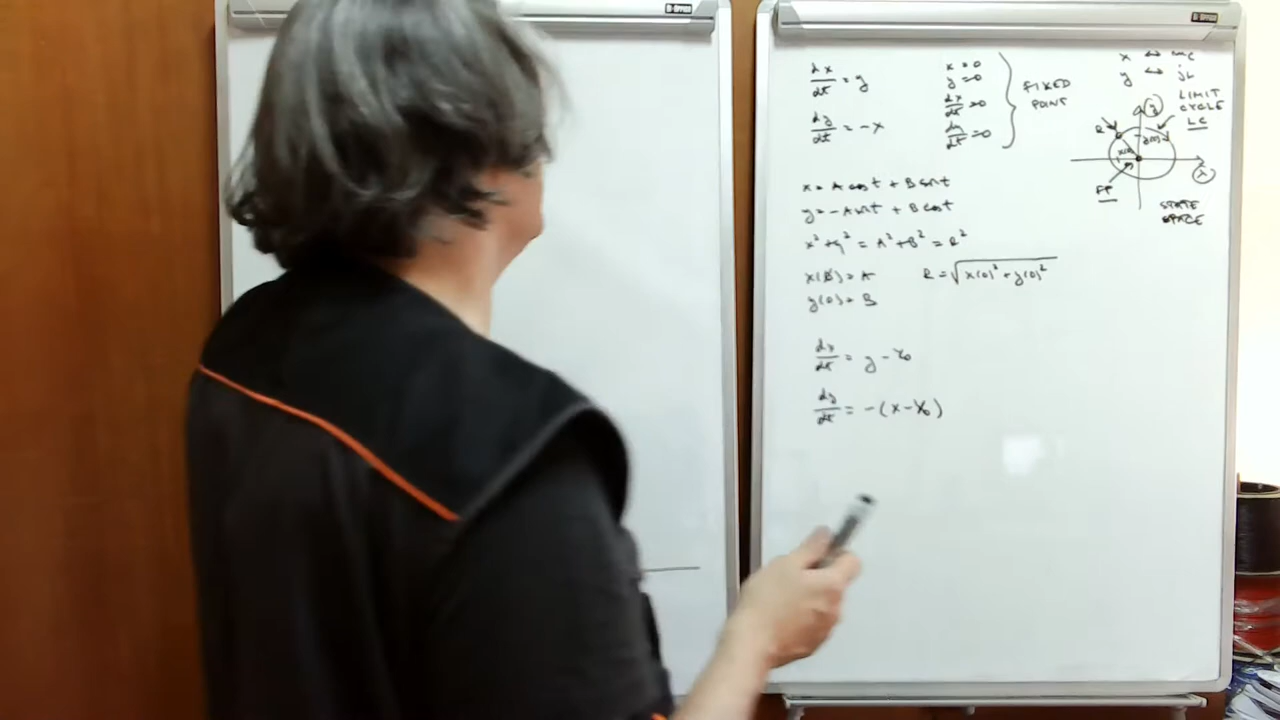 dx/dt = y
dy/dt = -x
x = 0
y = 0
dx/dt = 0
dy/dt = 0
FIXED
POINT
x ↔
y ↔
LIMIT
CYCLE
LC
y
R
x
FP
STATE
SPACE
x = A cos t + B sin t
y = -A sin t + B cos t
x² + y² = A² + B² = R²
x(0) = A
R = √x(0)² + y(0)²
y(0) = B
dx/dt = y - y₀
dy/dt = -(x - x₀)